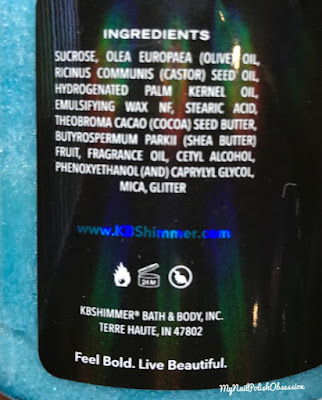 INGREDIENTS
SUCROSE, OLEA EUROPAEA (OLIVE) OIL,
RICINUS COMMUNIS (CASTOR) SEED OIL,
HYDROGENATED PALM KERNEL OIL,
EMULSIFYING WAX NF, STEARIC ACID,
THEOBROMA CACAO (COCOA) SEED BUTTER,
BUTYROSPERMUM PARKII (SHEA BUTTER)
FRUIT, FRAGRANCE OIL, CETYL ALCOHOL,
PHENOXYETHANOL (AND) CAPRYLYL GLYCOL,
MICA, GLITTER
www.KBShimmer.com
24M
KBSHIMMER® BATH & BODY, INC.
TERRE HAUTE, IN 47802
Feel Bold. Live Beautiful.
MyNailPolishObsession